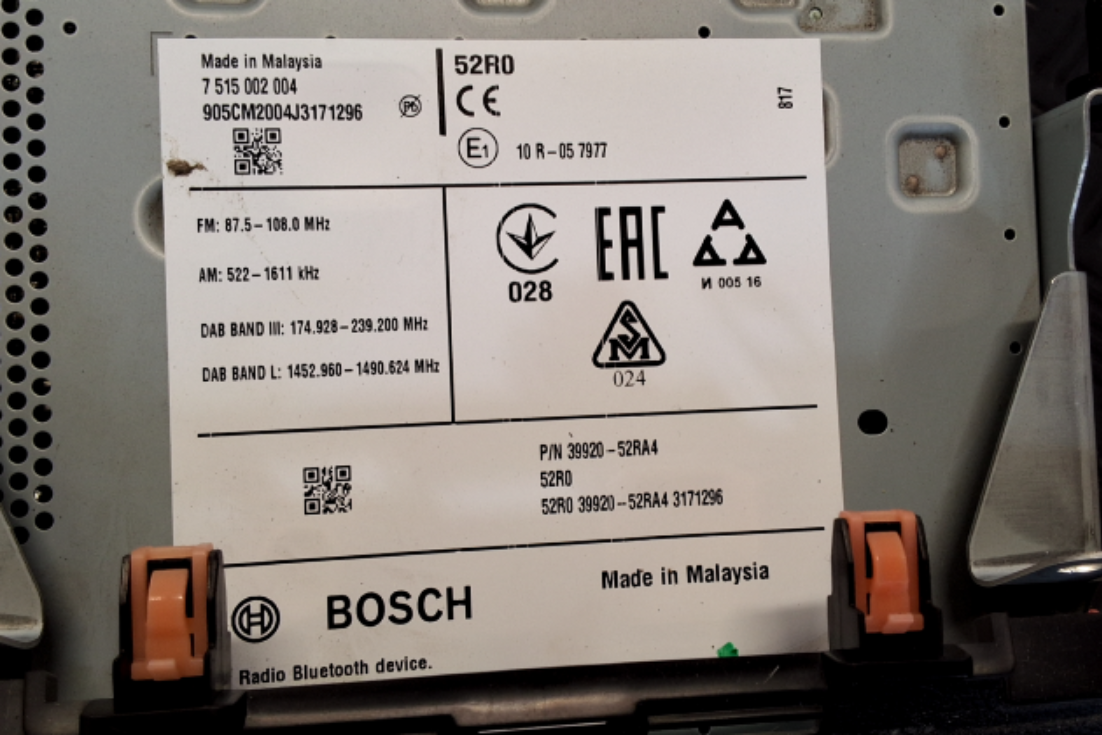 Made in Malaysia
7 515 002 004
905CM2004J3171296
Pb
52R0
CE
E1 10 R-05 7977
817
FM: 87.5-108.0 MHz
AM: 522-1611 kHz
DAB BAND III: 174.928-239.200 MHz
DAB BAND L: 1452.960-1490.624 MHz
028
EAC
AAA
И 005 16
SM
024
P/N 39920-52RA4
52R0
52R0 39920-52RA4 3171296
BOSCH
Made in Malaysia
Radio Bluetooth device.